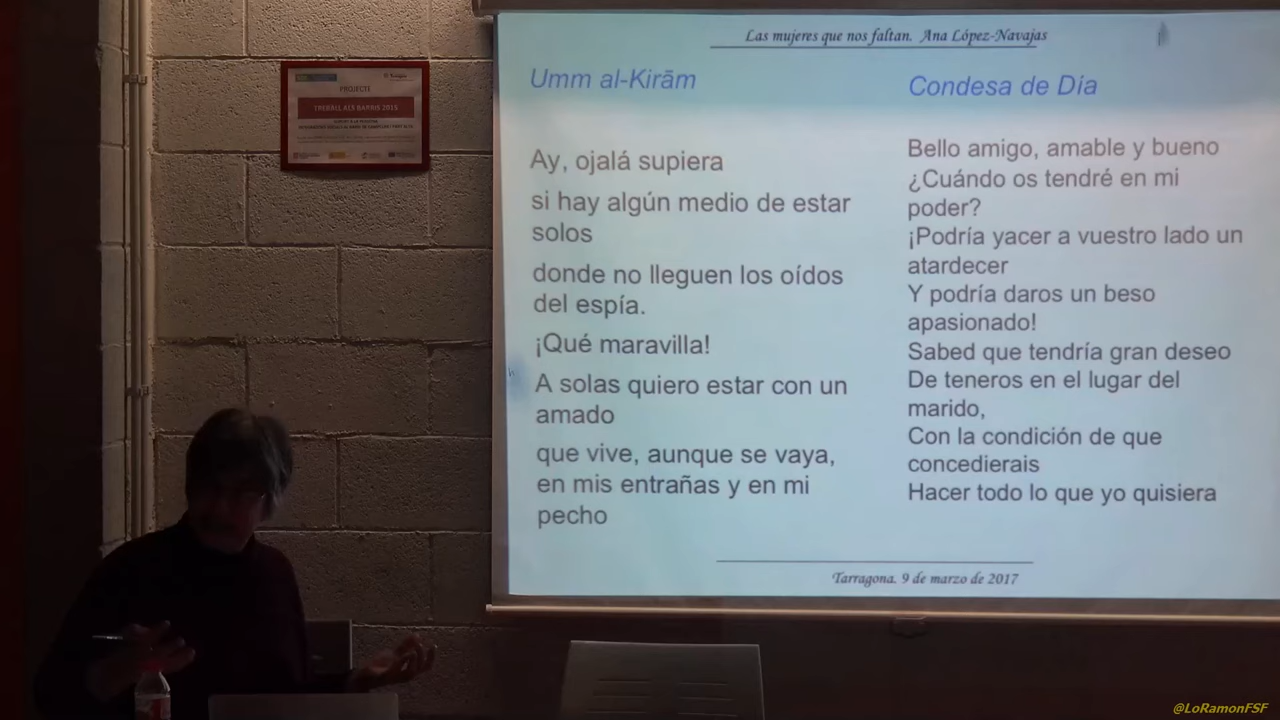 PROJECTE
TREBALL ALS BARRIS 2015
Las mujeres que nos faltan. Ana López-Navajas
Umm al-Kirām
Ay, ojalá supiera
si hay algún medio de estar
solos
donde no lleguen los oídos
del espía.
¡Qué maravilla!
A solas quiero estar con un
amado
que vive, aunque se vaya,
en mis entrañas y en mi
pecho
Condesa de Día
Bello amigo, amable y bueno
¿Cuándo os tendré en mi
poder?
¡Podría yacer a vuestro lado un
atardecer
Y podría daros un beso
apasionado!
Sabed que tendría gran deseo
De teneros en el lugar del
marido,
Con la condición de que
concedierais
Hacer todo lo que yo quisiera
Tarragona. 9 de marzo de 2017
@LoRamonFSF